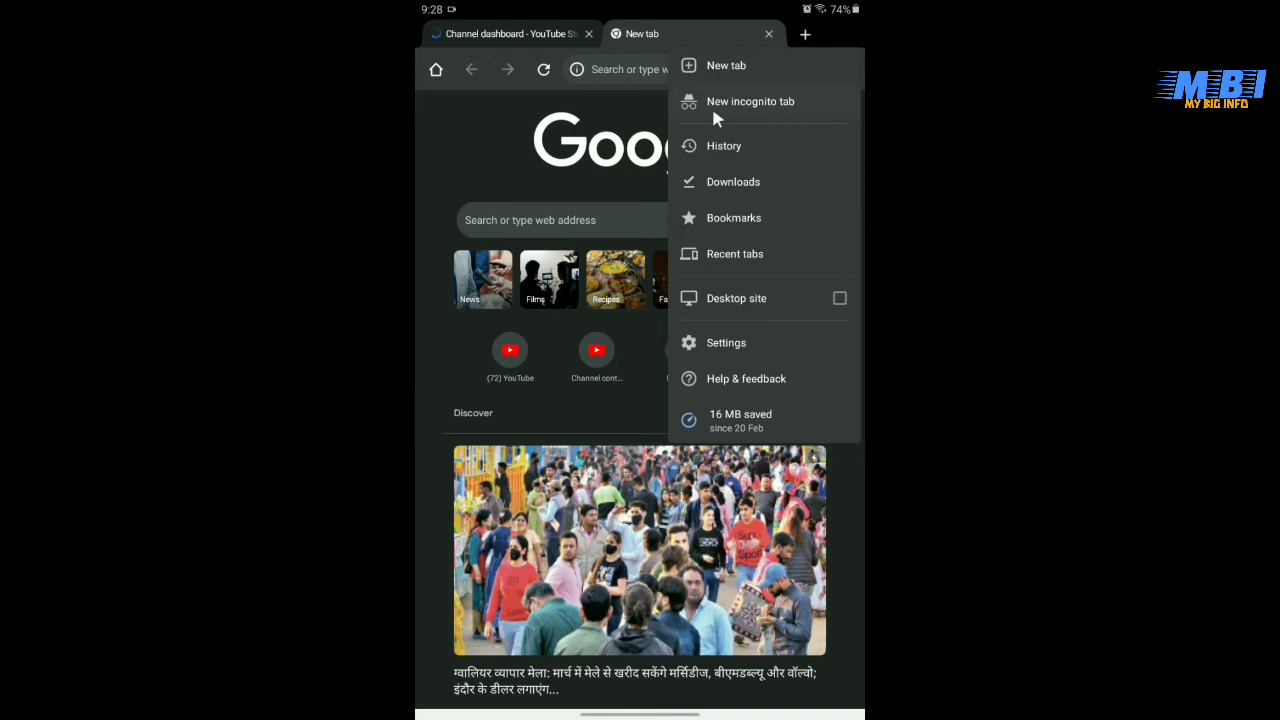 9:28
74%
Channel dashboard - YouTube St
New tab
Search or type w
New tab
New incognito tab
History
Downloads
Bookmarks
Recent tabs
Desktop site
Settings
Help & feedback
16 MB saved
since 20 Feb
MBI
MY BIG INFO
Goo
Search or type web address
News
Films
Recipes
Fa
(72) YouTube
Channel cont...
Discover
ग्वालियर व्यापार मेला: मार्च में मेले से खरीद सकेंगे मर्सिडीज, बीएमडब्ल्यू और वॉल्वो;
इंदौर के डीलर लगाएंग...